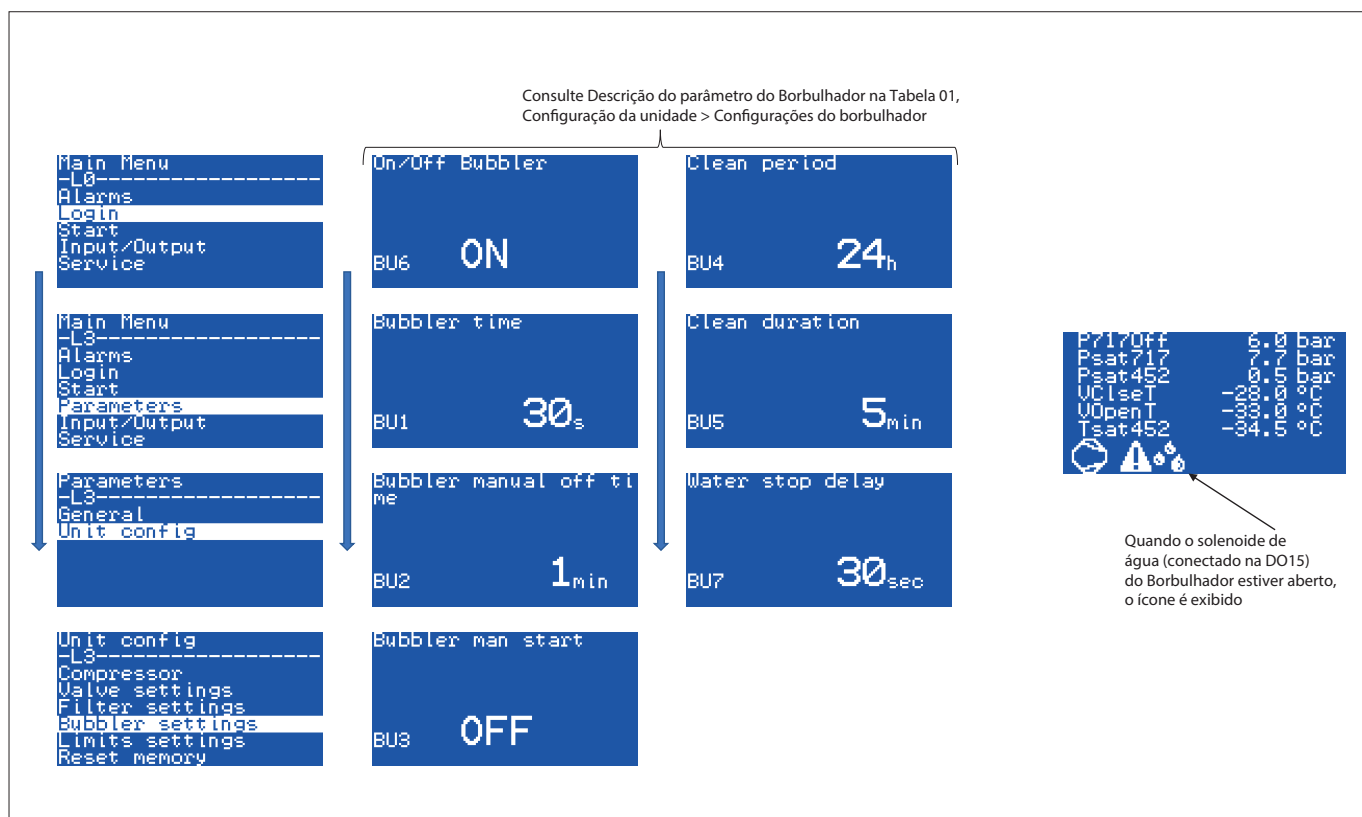 Consulte Descrição do parâmetro do Borbulhador na Tabela 01,
Configuração da unidade > Configurações do borbulhador
Main Menu
-L0-------------------
Alarms
Login
Start
Input/Output
Service
Main Menu
-L3-------------------
Alarms
Login
Start
Parameters
Input/Output
Service
Parameters
-L3-------------------
General
Unit config
Unit config
-L3-------------------
Compressor
Valve settings
Filter settings
Bubbler settings
Limits settings
Reset memory
On/Off Bubbler
BU6 ON
Bubbler time
BU1 30s
Bubbler manual off ti
me
BU2 1min
Bubbler man start
BU3 OFF
Clean period
BU4 24h
Clean duration
BU5 5min
Water stop delay
BU7 30sec
P717Off 6.0 bar
Psat717 7.7 bar
Psat452 0.5 bar
VClseT -28.0 °C
VOpenT -33.0 °C
Tsat452 -34.5 °C
Quando o solenoide de
água (conectado na DO15)
do Borbulhador estiver aberto,
o ícone é exibido